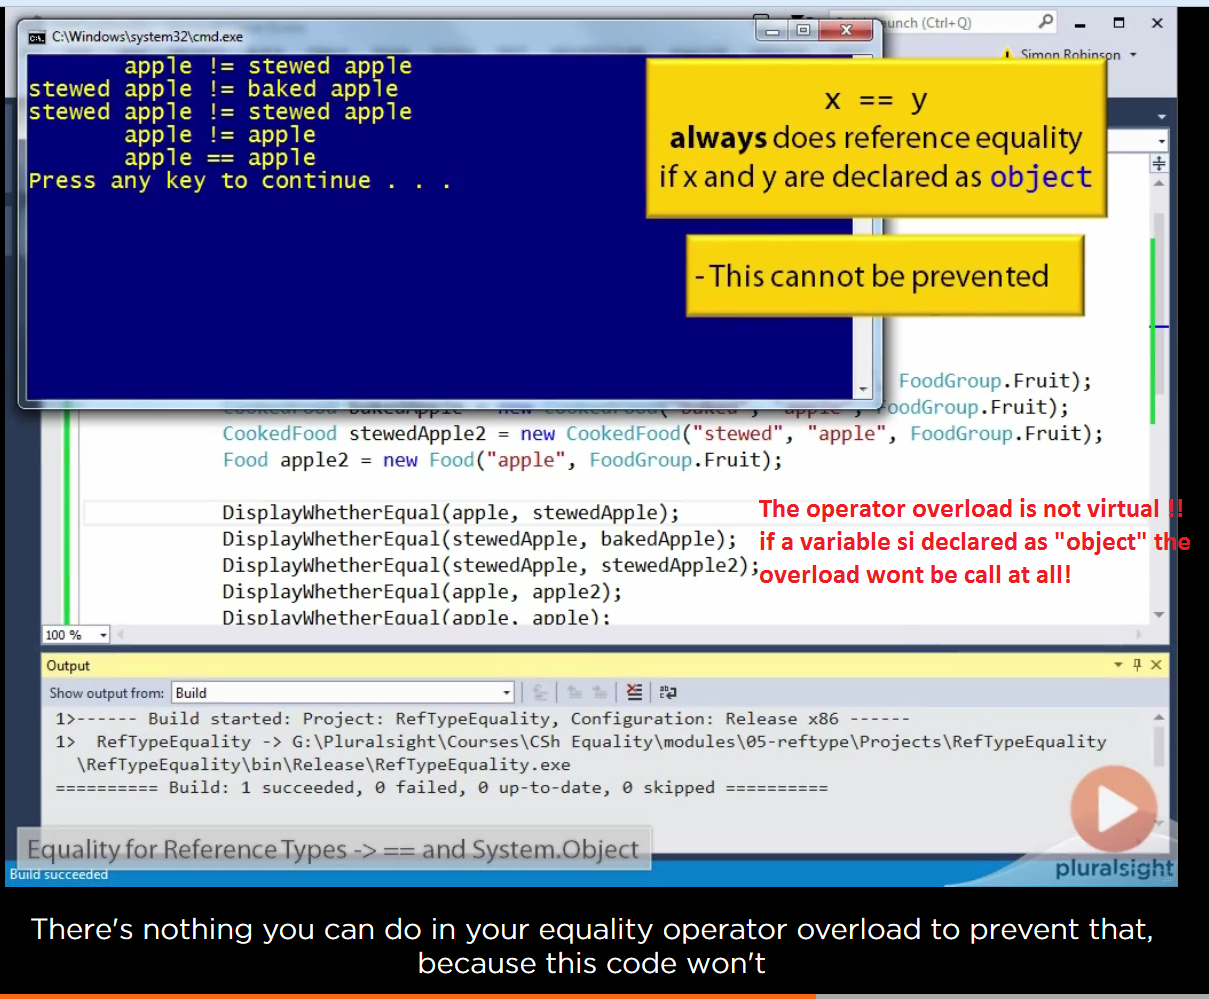 C:\Windows\system32\cmd.exe
Launch (Ctrl+Q)
Simon Robinson
apple != stewed apple
stewed apple != baked apple
stewed apple != stewed apple
apple != apple
apple == apple
Press any key to continue . . .
x == y
always does reference equality
if x and y are declared as object
- This cannot be prevented
FoodGroup.Fruit);
CookedFood bakedApple = new CookedFood("baked", "apple", FoodGroup.Fruit);
CookedFood stewedApple2 = new CookedFood("stewed", "apple", FoodGroup.Fruit);
Food apple2 = new Food("apple", FoodGroup.Fruit);
DisplayWhetherEqual(apple, stewedApple);
DisplayWhetherEqual(stewedApple, bakedApple);
DisplayWhetherEqual(stewedApple, stewedApple2);
DisplayWhetherEqual(apple, apple2);
DisplayWhetherEqual(apple, apple);
The operator overload is not virtual !!
if a variable si declared as "object" the
overload wont be call at all!
100 %
Output
Show output from: Build
1>------ Build started: Project: RefTypeEquality, Configuration: Release x86 ------
1>  RefTypeEquality -> G:\Pluralsight\Courses\CSh Equality\modules\05-reftype\Projects\RefTypeEquality
\RefTypeEquality\bin\Release\RefTypeEquality.exe
========== Build: 1 succeeded, 0 failed, 0 up-to-date, 0 skipped ==========
Equality for Reference Types -> == and System.Object
Build succeeded
pluralsight
There's nothing you can do in your equality operator overload to prevent that,
because this code won't